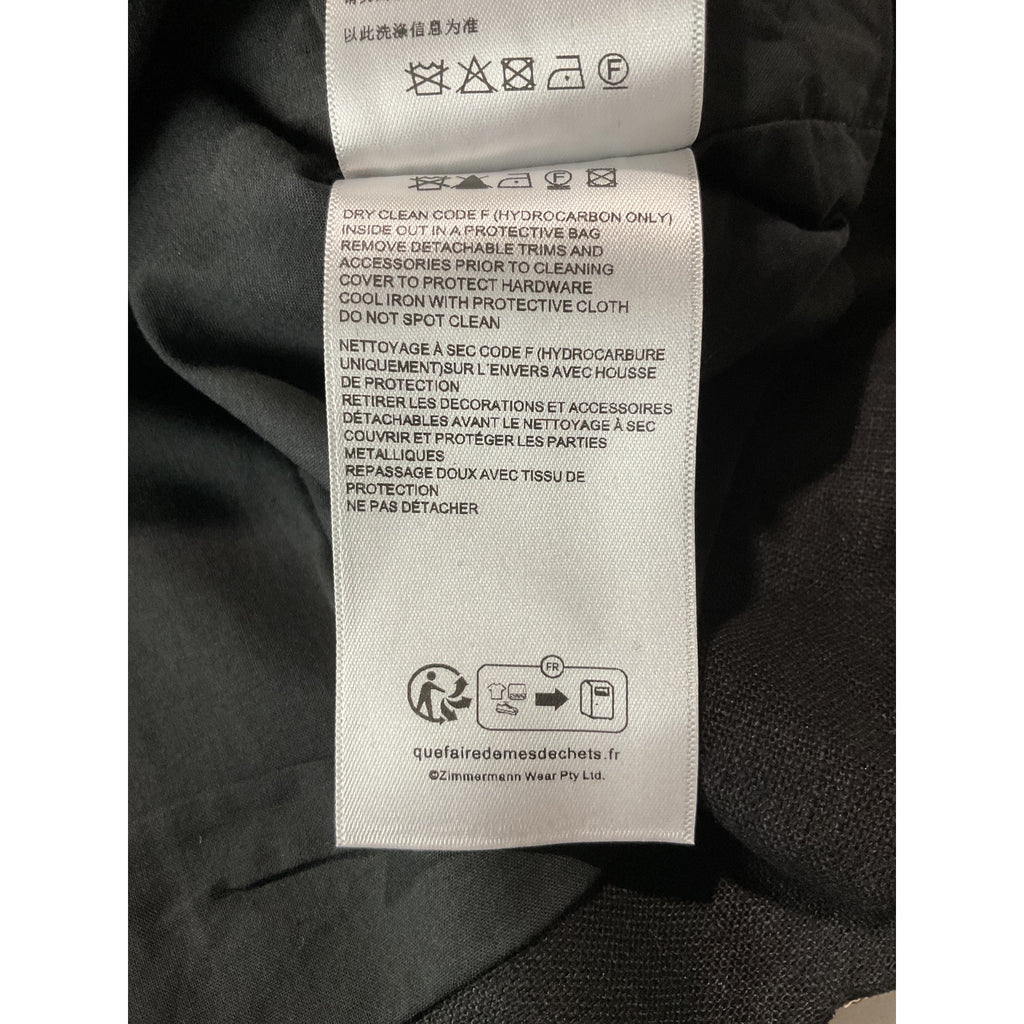 以此洗涤信息为准
F
F
DRY CLEAN CODE F (HYDROCARBON ONLY)
INSIDE OUT IN A PROTECTIVE BAG
REMOVE DETACHABLE TRIMS AND
ACCESSORIES PRIOR TO CLEANING
COVER TO PROTECT HARDWARE
COOL IRON WITH PROTECTIVE CLOTH
DO NOT SPOT CLEAN
NETTOYAGE À SEC CODE F (HYDROCARBURE
UNIQUEMENT)SUR L´ENVERS AVEC HOUSSE
DE PROTECTION
RETIRER LES DECORATIONS ET ACCESSOIRES
DÉTACHABLES AVANT LE NETTOYAGE À SEC
COUVRIR ET PROTÉGER LES PARTIES
METALLIQUES
REPASSAGE DOUX AVEC TISSU DE
PROTECTION
NE PAS DÉTACHER
FR
quefairedemesdechets.fr
©Zimmermann Wear Pty Ltd.